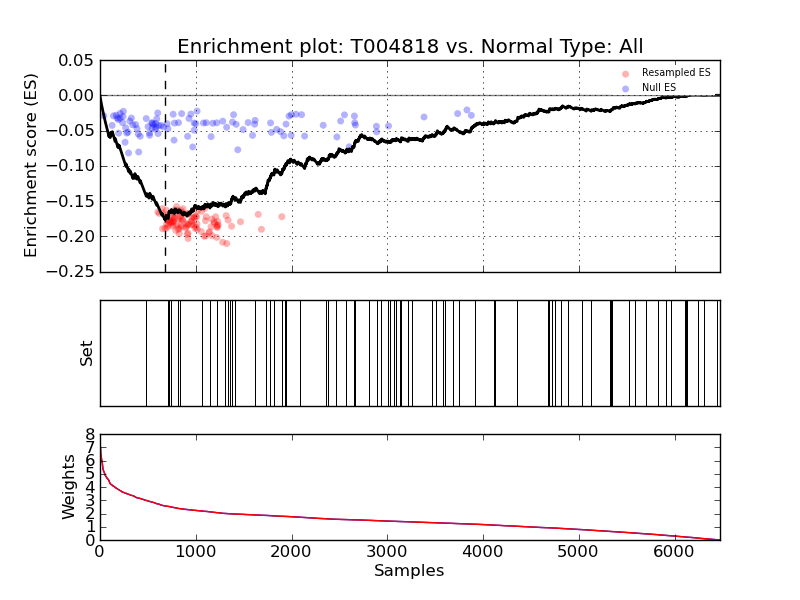 Enrichment plot: T004818 vs. Normal Type: All
Enrichment score (ES)
0.05
0.00
−0.05
−0.10
−0.15
−0.20
−0.25
Resampled ES
Null ES
Set
Weights
8
7
6
5
4
3
2
1
0
0 1000 2000 3000 4000 5000 6000
Samples